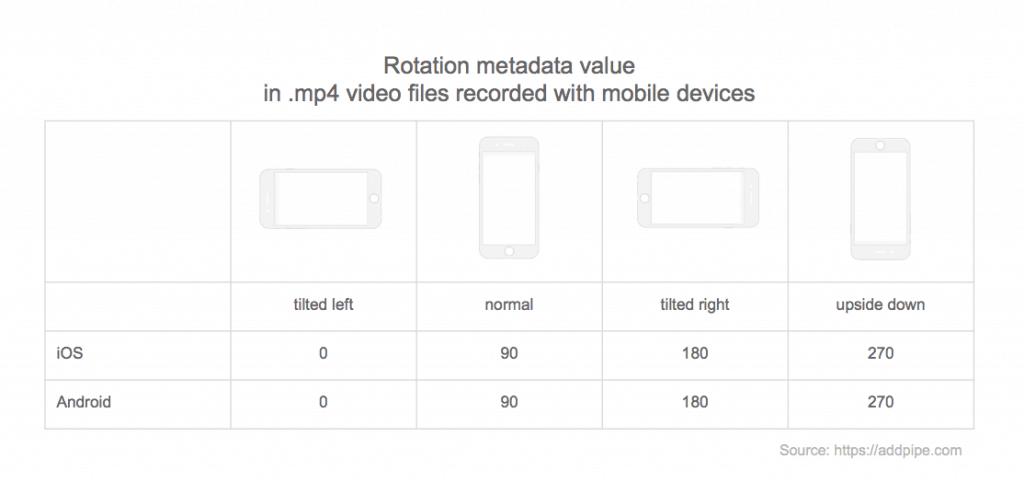 Rotation metadata value
in .mp4 video files recorded with mobile devices
tilted left normal tilted right upside down
iOS 0 90 180 270
Android 0 90 180 270
Source: https://addpipe.com